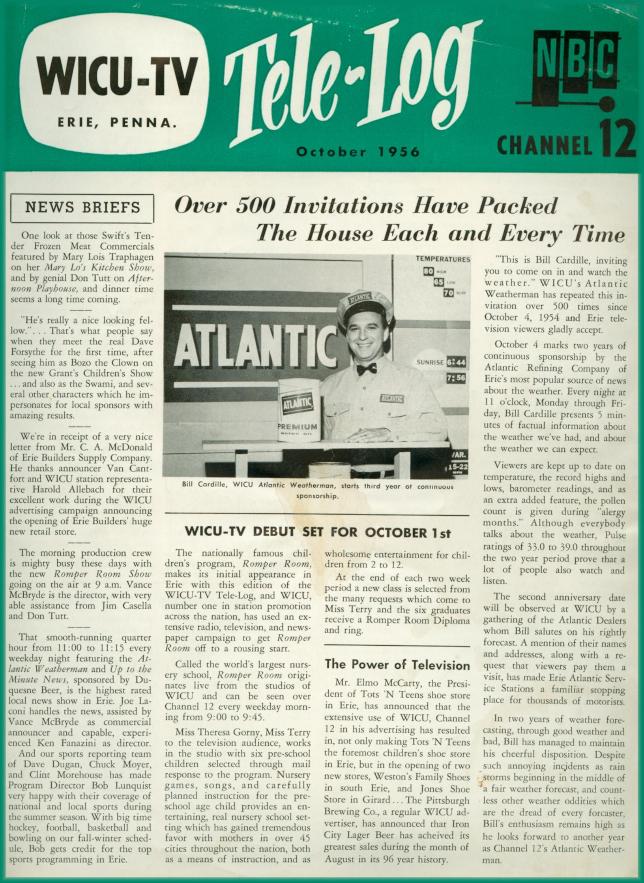 WICU-TV
ERIE, PENNA.
Tele-Log
October 1956
NBC
CHANNEL 12
NEWS BRIEFS
One look at those Swift's Ten-
der Frozen Meat Commercials
featured by Mary Lois Traphagen
on her Mary Lo's Kitchen Show,
and by genial Don Tutt on After-
noon Playhouse, and dinner time
seems a long time coming.
"He's really a nice looking fel-
low."... That's what people say
when they meet the real Dave
Forsythe for the first time, after
seeing him as Bozo the Clown on
the new Grant's Children's Show
... and also as the Swami, and sev-
eral other characters which he im-
personates for local sponsors with
amazing results.
We're in receipt of a very nice
letter from Mr. C. A. McDonald
of Erie Builders Supply Company.
He thanks announcer Van Cant-
fort and WICU station representa-
tive Harold Allebach for their
excellent work during the WICU
advertising campaign announcing
the opening of Erie Builders' huge
new retail store.
The morning production crew
is mighty busy these days with
the new Romper Room Show
going on the air at 9 a.m. Vance
McBryde is the director, with very
able assistance from Jim Casella
and Don Tutt.
That smooth-running quarter
hour from 11:00 to 11:15 every
weekday night featuring the At-
lantic Weatherman and Up to the
Minute News, sponsored by Du-
quesne Beer, is the highest rated
local news show in Erie. Joe La-
coni handles the news, assisted by
Vance McBryde as commercial
announcer and capable, experi-
enced Ken Fanazini as director.
And our sports reporting team
of Dave Dugan, Chuck Moyer,
and Clint Morehouse has made
Program Director Bob Lunquist
very happy with their coverage of
national and local sports during
the summer season. With big time
hockey, football, basketball and
bowling on our fall-winter sched-
ule, Bob gets credit for the top
sports programming in Erie.
Over 500 Invitations Have Packed
The House Each and Every Time
TEMPERATURES
80 HIGH
65 LOW
70
ATLANTIC
ATLANTIC
ATLANTIC
PREMIUM
SUNRISE 6:44
7:56
15-22
Bill Cardille, WICU Atlantic Weatherman, starts third year of continuous
sponsorship.
WICU-TV DEBUT SET FOR OCTOBER 1st
The nationally famous chil-
dren's program, Romper Room,
makes its initial appearance in
Erie with this edition of the
WICU-TV Tele-Log, and WICU,
number one in station promotion
across the nation, has used an ex-
tensive radio, television, and news-
paper campaign to get Romper
Room off to a rousing start.
Called the world's largest nurs-
ery school, Romper Room origi-
nates live from the studios of
WICU and can be seen over
Channel 12 every weekday morn-
ing from 9:00 to 9:45.
Miss Theresa Gorny, Miss Terry
to the television audience, works
in the studio with six pre-school
children selected through mail
response to the program. Nursery
games, songs, and carefully
planned instruction for the pre-
school age child provides an en-
tertaining, real nursery school set-
ting which has gained tremendous
favor with mothers in over 45
cities throughout the nation, both
as a means of instruction, and as
wholesome entertainment for chil-
dren from 2 to 12.
At the end of each two week
period a new class is selected from
the many requests which come to
Miss Terry and the six graduates
receive a Romper Room Diploma
and ring.
The Power of Television
Mr. Elmo McCarty, the Presi-
dent of Tots 'N Teens shoe store
in Erie, has announced that the
extensive use of WICU, Channel
12 in his advertising has resulted
in, not only making Tots 'N Teens
the foremost children's shoe store
in Erie, but in the opening of two
new stores, Weston's Family Shoes
in south Erie, and Jones Shoe
Store in Girard... The Pittsburgh
Brewing Co., a regular WICU ad-
vertiser, has announced that Iron
City Lager Beer has acheived its
greatest sales during the month of
August in its 96 year history.
"This is Bill Cardille, inviting
you to come on in and watch the
weather." WICU's Atlantic
Weatherman has repeated this in-
vitation over 500 times since
October 4, 1954 and Erie tele-
vision viewers gladly accept.
October 4 marks two years of
continuous sponsorship by the
Atlantic Refining Company of
Erie's most popular source of news
about the weather. Every night at
11 o'clock, Monday through Fri-
day, Bill Cardille presents 5 min-
utes of factual information about
the weather we've had, and about
the weather we can expect.
Viewers are kept up to date on
temperature, the record highs and
lows, barometer readings, and as
an extra added feature, the pollen
count is given during "alergy
months." Although everybody
talks about the weather, Pulse
ratings of 33.0 to 39.0 throughout
the two year period prove that a
lot of people also watch and
listen.
The second anniversary date
will be observed at WICU by a
gathering of the Atlantic Dealers
whom Bill salutes on his rightly
forecast. A mention of their names
and addresses, along with a re-
quest that viewers pay them a
visit, has made Erie Atlantic Serv-
ice Stations a familiar stopping
place for thousands of motorists.
In two years of weather fore-
casting, through good weather and
bad, Bill has managed to maintain
his cheerful disposition. Despite
such annoying incidents as rain
storms beginning in the middle of
a fair weather forecast, and count-
less other weather oddities which
are the dread of every forcaster,
Bill's enthusiasm remains high as
he looks forward to another year
as Channel 12's Atlantic Weather-
man.